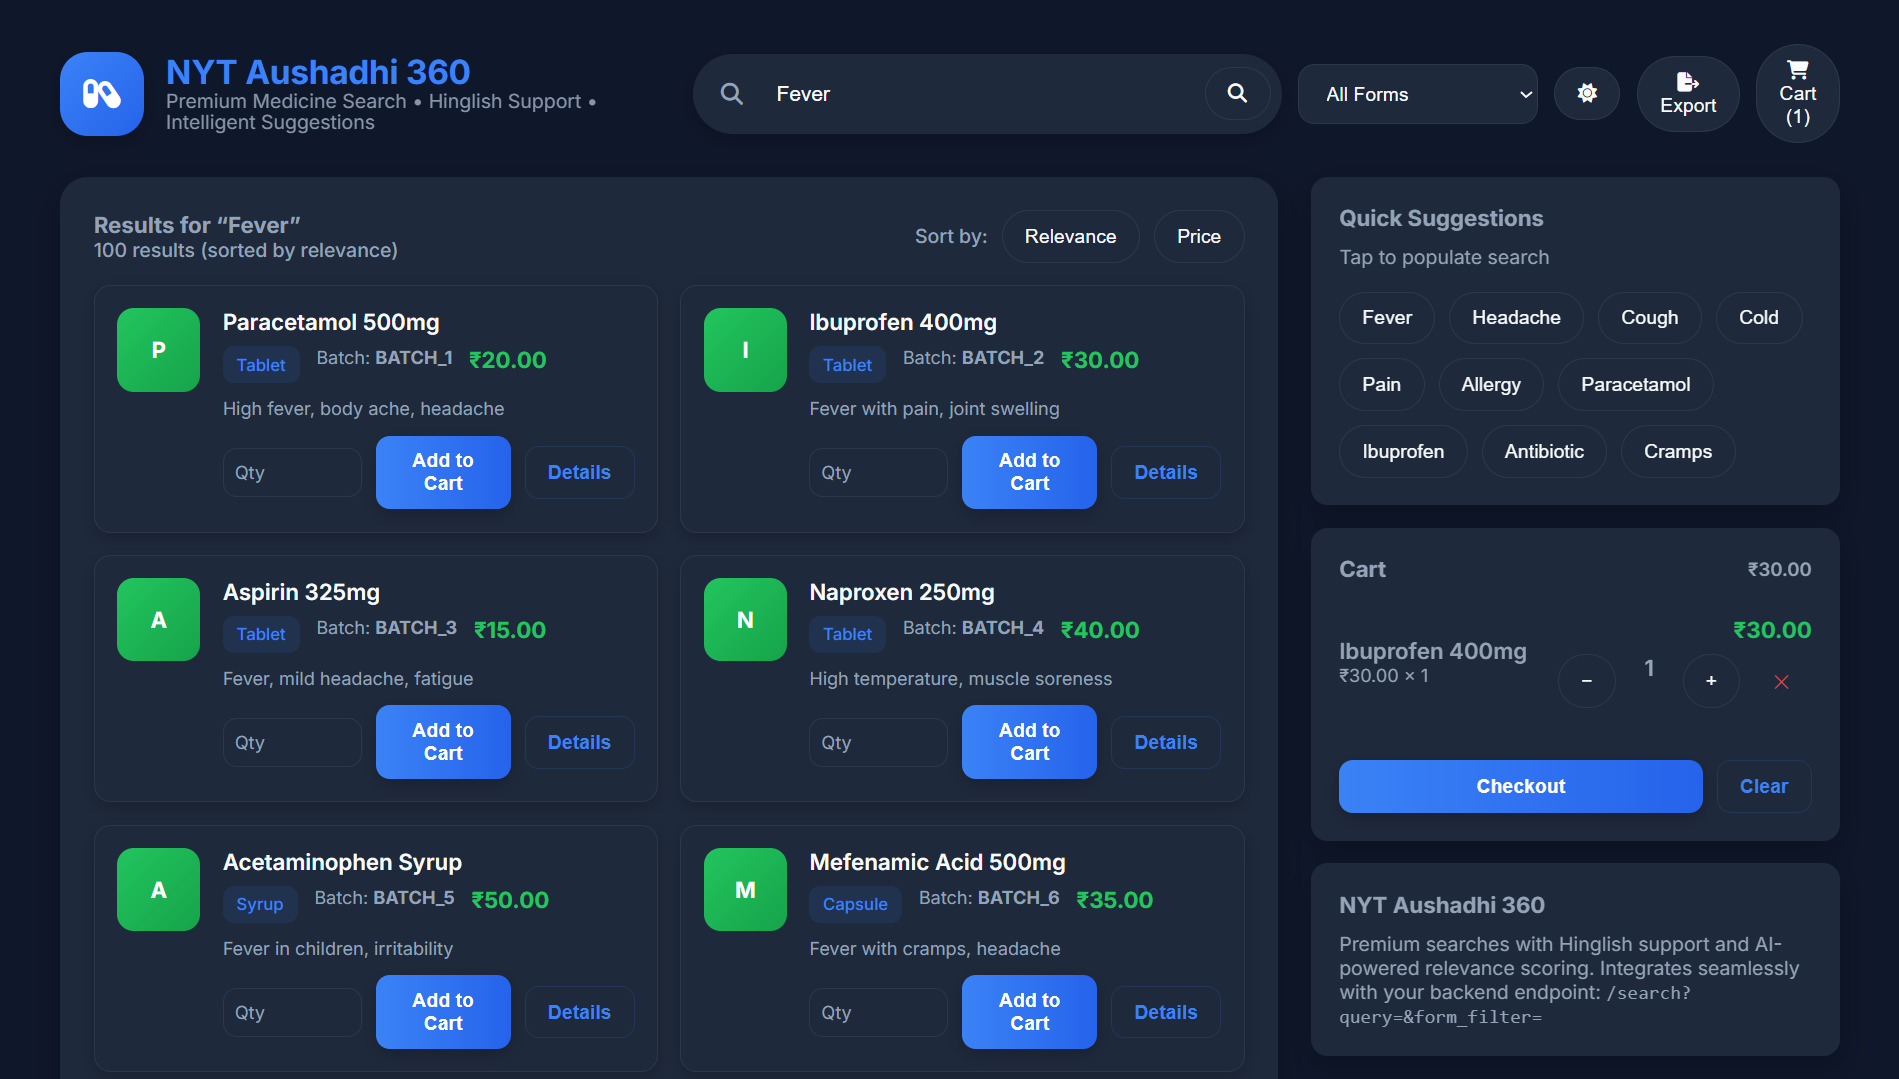 NYT Aushadhi 360
Premium Medicine Search • Hinglish Support •
Intelligent Suggestions
Fever
All Forms
Export
Cart
(1)
Results for “Fever”
100 results (sorted by relevance)
Sort by:
Relevance
Price
P
Paracetamol 500mg
Tablet
Batch: BATCH_1
₹20.00
High fever, body ache, headache
Qty
Add to
Cart
Details
I
Ibuprofen 400mg
Tablet
Batch: BATCH_2
₹30.00
Fever with pain, joint swelling
Qty
Add to
Cart
Details
A
Aspirin 325mg
Tablet
Batch: BATCH_3
₹15.00
Fever, mild headache, fatigue
Qty
Add to
Cart
Details
N
Naproxen 250mg
Tablet
Batch: BATCH_4
₹40.00
High temperature, muscle soreness
Qty
Add to
Cart
Details
A
Acetaminophen Syrup
Syrup
Batch: BATCH_5
₹50.00
Fever in children, irritability
Qty
Add to
Cart
Details
M
Mefenamic Acid 500mg
Capsule
Batch: BATCH_6
₹35.00
Fever with cramps, headache
Qty
Add to
Cart
Details
Quick Suggestions
Tap to populate search
Fever
Headache
Cough
Cold
Pain
Allergy
Paracetamol
Ibuprofen
Antibiotic
Cramps
Cart
₹30.00
₹30.00
Ibuprofen 400mg
₹30.00 × 1
−
1
+
Checkout
Clear
NYT Aushadhi 360
Premium searches with Hinglish support and AI-
powered relevance scoring. Integrates seamlessly
with your backend endpoint: /search?
query=&form_filter=